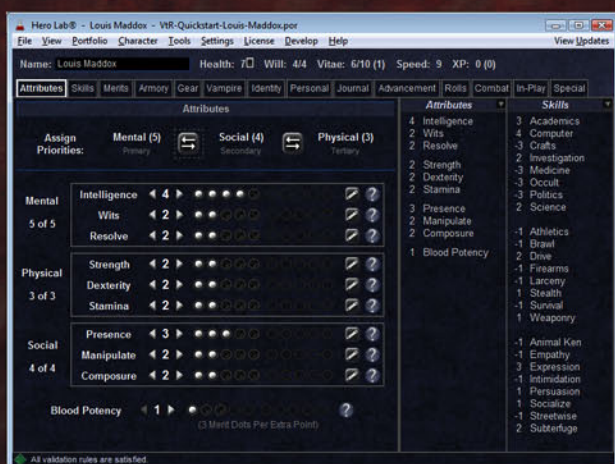 Hero Lab® - Louis Maddox - VtR-Quickstart-Louis-Maddox.por
File View Portfolio Character Tools Settings License Develop Help View Updates
Name: Louis Maddox Health: 7 Will: 4/4 Vitae: 6/10 (1) Speed: 9 XP: 0 (0)
Attributes Skills Merits Armory Gear Vampire Identity Personal Journal Advancement Rolls Combat In-Play Special
Attributes
Assign Priorities: Mental (5) Social (4) Physical (3)
Primary Secondary Tertiary
Mental
5 of 5
Intelligence 4
Wits 2
Resolve 2
Physical
3 of 3
Strength 2
Dexterity 2
Stamina 2
Social
4 of 4
Presence 3
Manipulate 2
Composure 2
Blood Potency 1
(3 Merit Dots Per Extra Point)
Attributes
4 Intelligence
2 Wits
2 Resolve
2 Strength
2 Dexterity
2 Stamina
3 Presence
2 Manipulate
2 Composure
1 Blood Potency
Skills
3 Academics
4 Computer
-3 Crafts
2 Investigation
-3 Medicine
-3 Occult
-3 Politics
2 Science
-1 Athletics
-1 Brawl
2 Drive
-1 Firearms
-1 Larceny
1 Stealth
-1 Survival
1 Weaponry
-1 Animal Ken
-1 Empathy
3 Expression
-1 Intimidation
1 Persuasion
1 Socialize
-1 Streetwise
2 Subterfuge
All validation rules are satisfied.